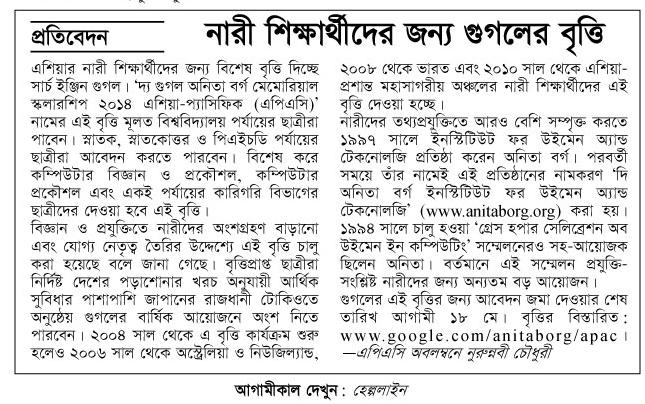 প্রতিবেদন
নারী শিক্ষার্থীদের জন্য গুগলের বৃত্তি
এশিয়ার নারী শিক্ষার্থীদের জন্য বিশেষ বৃত্তি দিচ্ছে
সার্চ ইঞ্জিন গুগল। ‘দ্য গুগল অনিতা বর্গ মেমোরিয়াল
স্কলারশিপ ২০১৪ এশিয়া-প্যাসিফিক (এপিএসি)’
নামের এই বৃত্তি মূলত বিশ্ববিদ্যালয় পর্যায়ের ছাত্রীরা
পাবেন। স্নাতক, স্নাতকোত্তর ও পিএইচডি পর্যায়ের
ছাত্রীরা আবেদন করতে পারবেন। বিশেষ করে
কম্পিউটার বিজ্ঞান ও প্রকৌশল, কম্পিউটার
প্রকৌশল এবং একই পর্যায়ের কারিগরি বিভাগের
ছাত্রীদের দেওয়া হবে এই বৃত্তি।
বিজ্ঞান ও প্রযুক্তিতে নারীদের অংশগ্রহণ বাড়ানো
এবং যোগ্য নেতৃত্ব তৈরির উদ্দেশ্যে এই বৃত্তি চালু
করা হয়েছে বলে জানা গেছে। বৃত্তিপ্রাপ্ত ছাত্রীরা
নির্দিষ্ট দেশের পড়াশোনার খরচ অনুযায়ী আর্থিক
সুবিধার পাশাপাশি জাপানের রাজধানী টোকিওতে
অনুষ্ঠেয় গুগলের বার্ষিক আয়োজনে অংশ নিতে
পারবেন। ২০০৪ সাল থেকে এ বৃত্তি কার্যক্রম শুরু
হলেও ২০০৬ সাল থেকে অস্ট্রেলিয়া ও নিউজিল্যান্ড,
২০০৮ থেকে ভারত এবং ২০১০ সাল থেকে এশিয়া-
প্রশান্ত মহাসাগরীয় অঞ্চলের নারী শিক্ষার্থীদের এই
বৃত্তি দেওয়া হচ্ছে।
নারীদের তথ্যপ্রযুক্তিতে আরও বেশি সম্পৃক্ত করতে
১৯৯৭ সালে ইনস্টিটিউট ফর উইমেন অ্যান্ড
টেকনোলজি প্রতিষ্ঠা করেন অনিতা বর্গ। পরবর্তী
সময়ে তাঁর নামেই এই প্রতিষ্ঠানের নামকরণ ‘দি
অনিতা বর্গ ইনস্টিটিউট ফর উইমেন অ্যান্ড
টেকনোলজি’ (www.anitaborg.org) করা হয়।
১৯৯৪ সালে চালু হওয়া ‘গ্রেস হপার সেলিব্রেশন অব
উইমেন ইন কম্পিউটিং’ সম্মেলনেরও সহ-আয়োজক
ছিলেন অনিতা। বর্তমানে এই সম্মেলন প্রযুক্তি-
সংশ্লিষ্ট নারীদের জন্য অন্যতম বড় আয়োজন।
গুগলের এই বৃত্তির জন্য আবেদন জমা দেওয়ার শেষ
তারিখ আগামী ১৮ মে। বৃত্তির বিস্তারিত:
www.google.com/anitaborg/apac।
—এপিএসি অবলম্বনে নুরুন্নবী চৌধুরী
আগামীকাল দেখুন: হেল্পলাইন